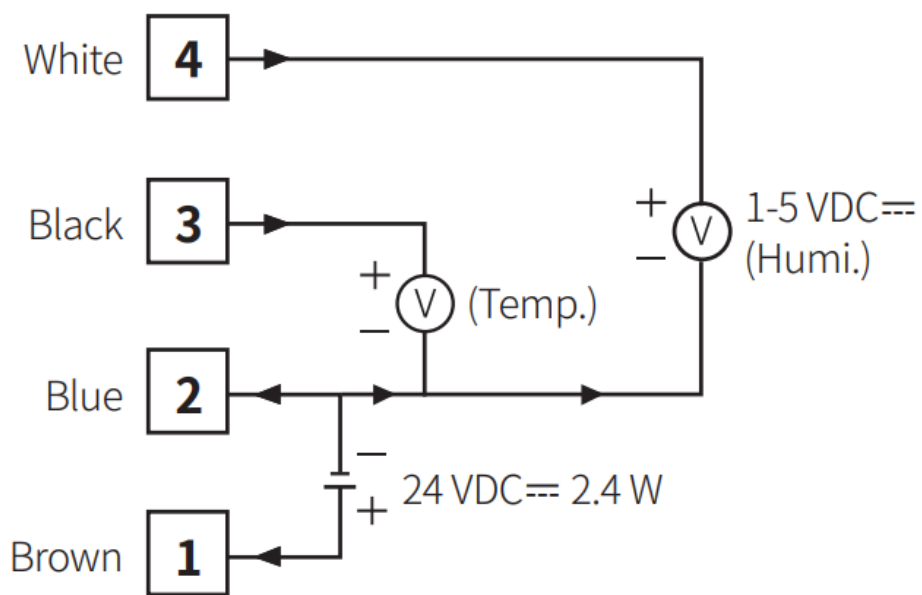 White 4
+
1-5 VDC⎓
Black 3
V
−
(Humi.)
+
V (Temp.)
−
Blue 2
−
24 VDC⎓ 2.4 W
+
Brown 1